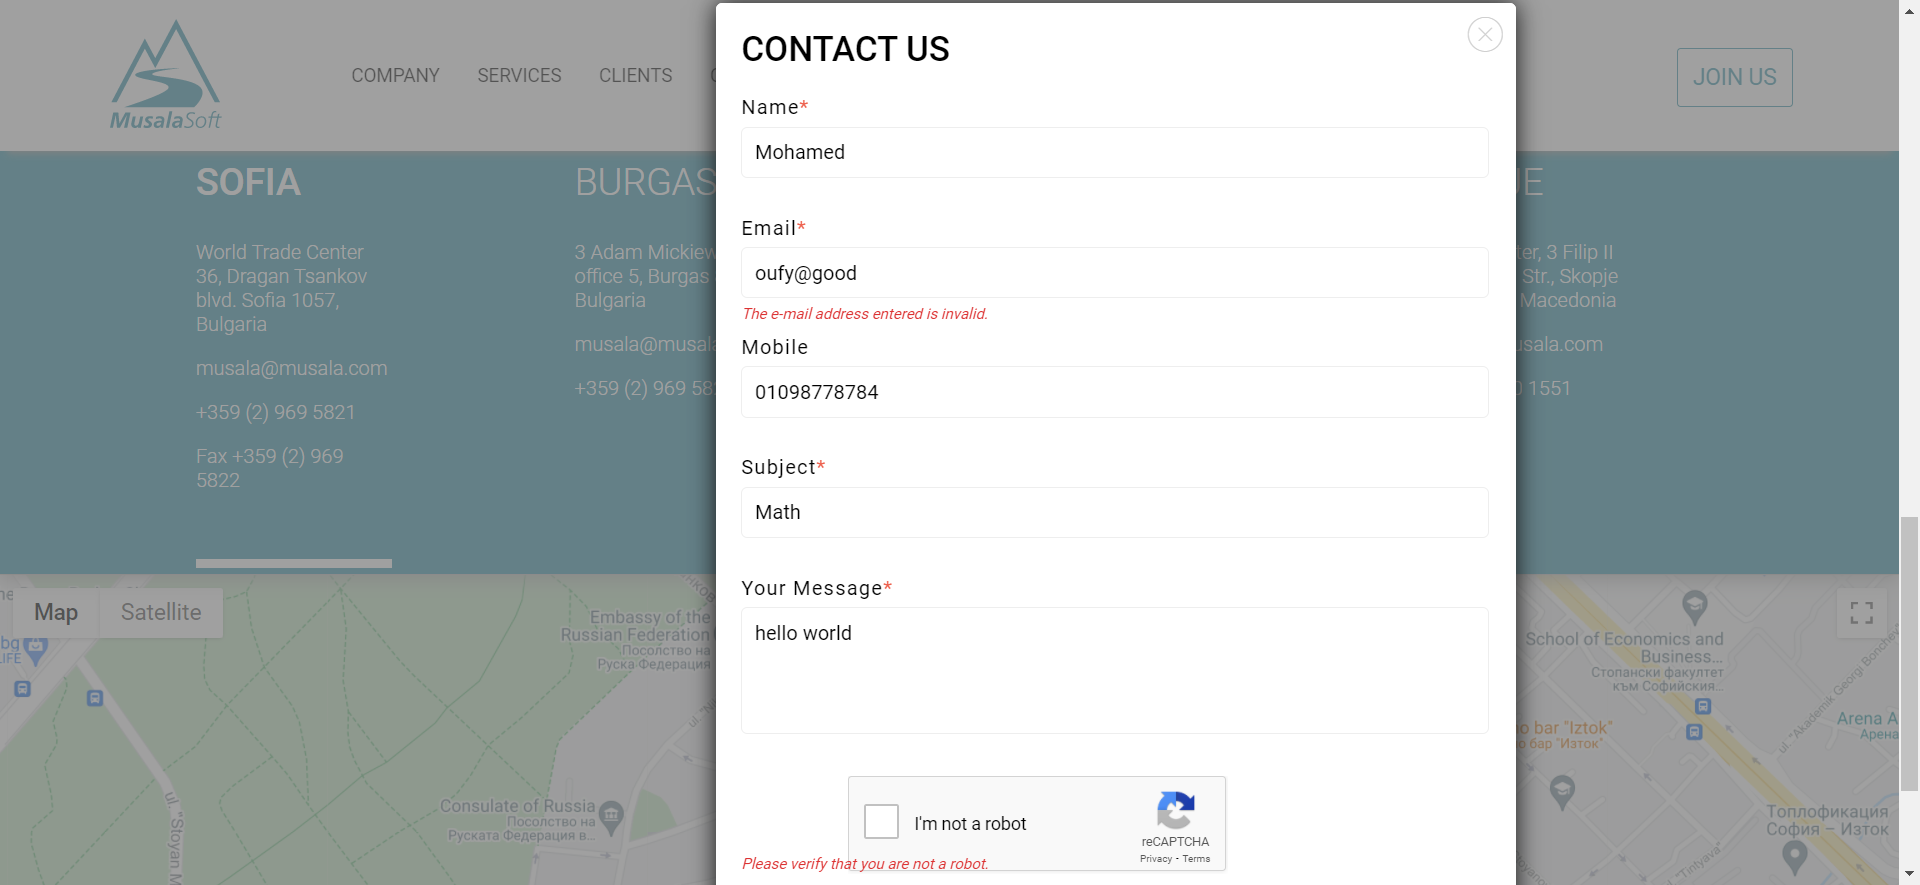 MusalaSoft
COMPANY
SERVICES
CLIENTS
JOIN US
CONTACT US
Name*
Mohamed
Email*
oufy@good
The e-mail address entered is invalid.
Mobile
01098778784
Subject*
Math
Your Message*
hello world
I'm not a robot
reCAPTCHA
Privacy - Terms
Please verify that you are not a robot.
SOFIA
World Trade Center
36, Dragan Tsankov
blvd. Sofia 1057,
Bulgaria
musala@musala.com
+359 (2) 969 5821
Fax +359 (2) 969
5822
BURGAS
3 Adam Mickiew
office 5, Burgas
Bulgaria
musala@musala
+359 (2) 969 58
JE
ter, 3 Filip II
Str., Skopje
Macedonia
usala.com
0 1551
Map
Satellite
bg
LIFE
Embassy of the
Russian Federation
Посолство на
Руска Федерация
Consulate of Russia
Посолство на
Руската Федерация в...
ul. "Stoyan M
School of Economics and
Business...
Стопански факултет
към Софийския...
ul. "Akademik Georgi Bonchev"
Arena A
Арена
o bar "Iztok"
о бар "Изток"
Топлофикация
София – Изток
"Tintyava"